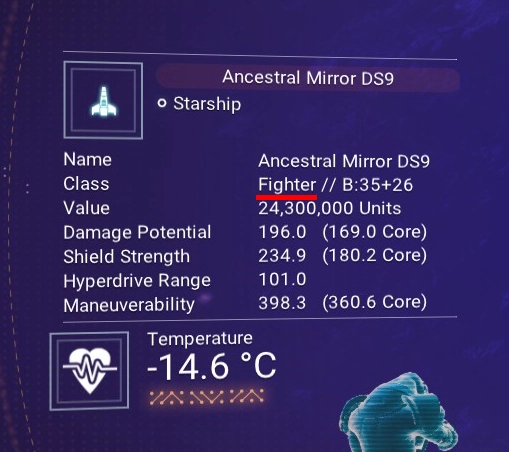 Ancestral Mirror DS9
Starship
Name Ancestral Mirror DS9
Class Fighter // B:35+26
Value 24,300,000 Units
Damage Potential 196.0 (169.0 Core)
Shield Strength 234.9 (180.2 Core)
Hyperdrive Range 101.0
Maneuverability 398.3 (360.6 Core)
Temperature
-14.6 °C